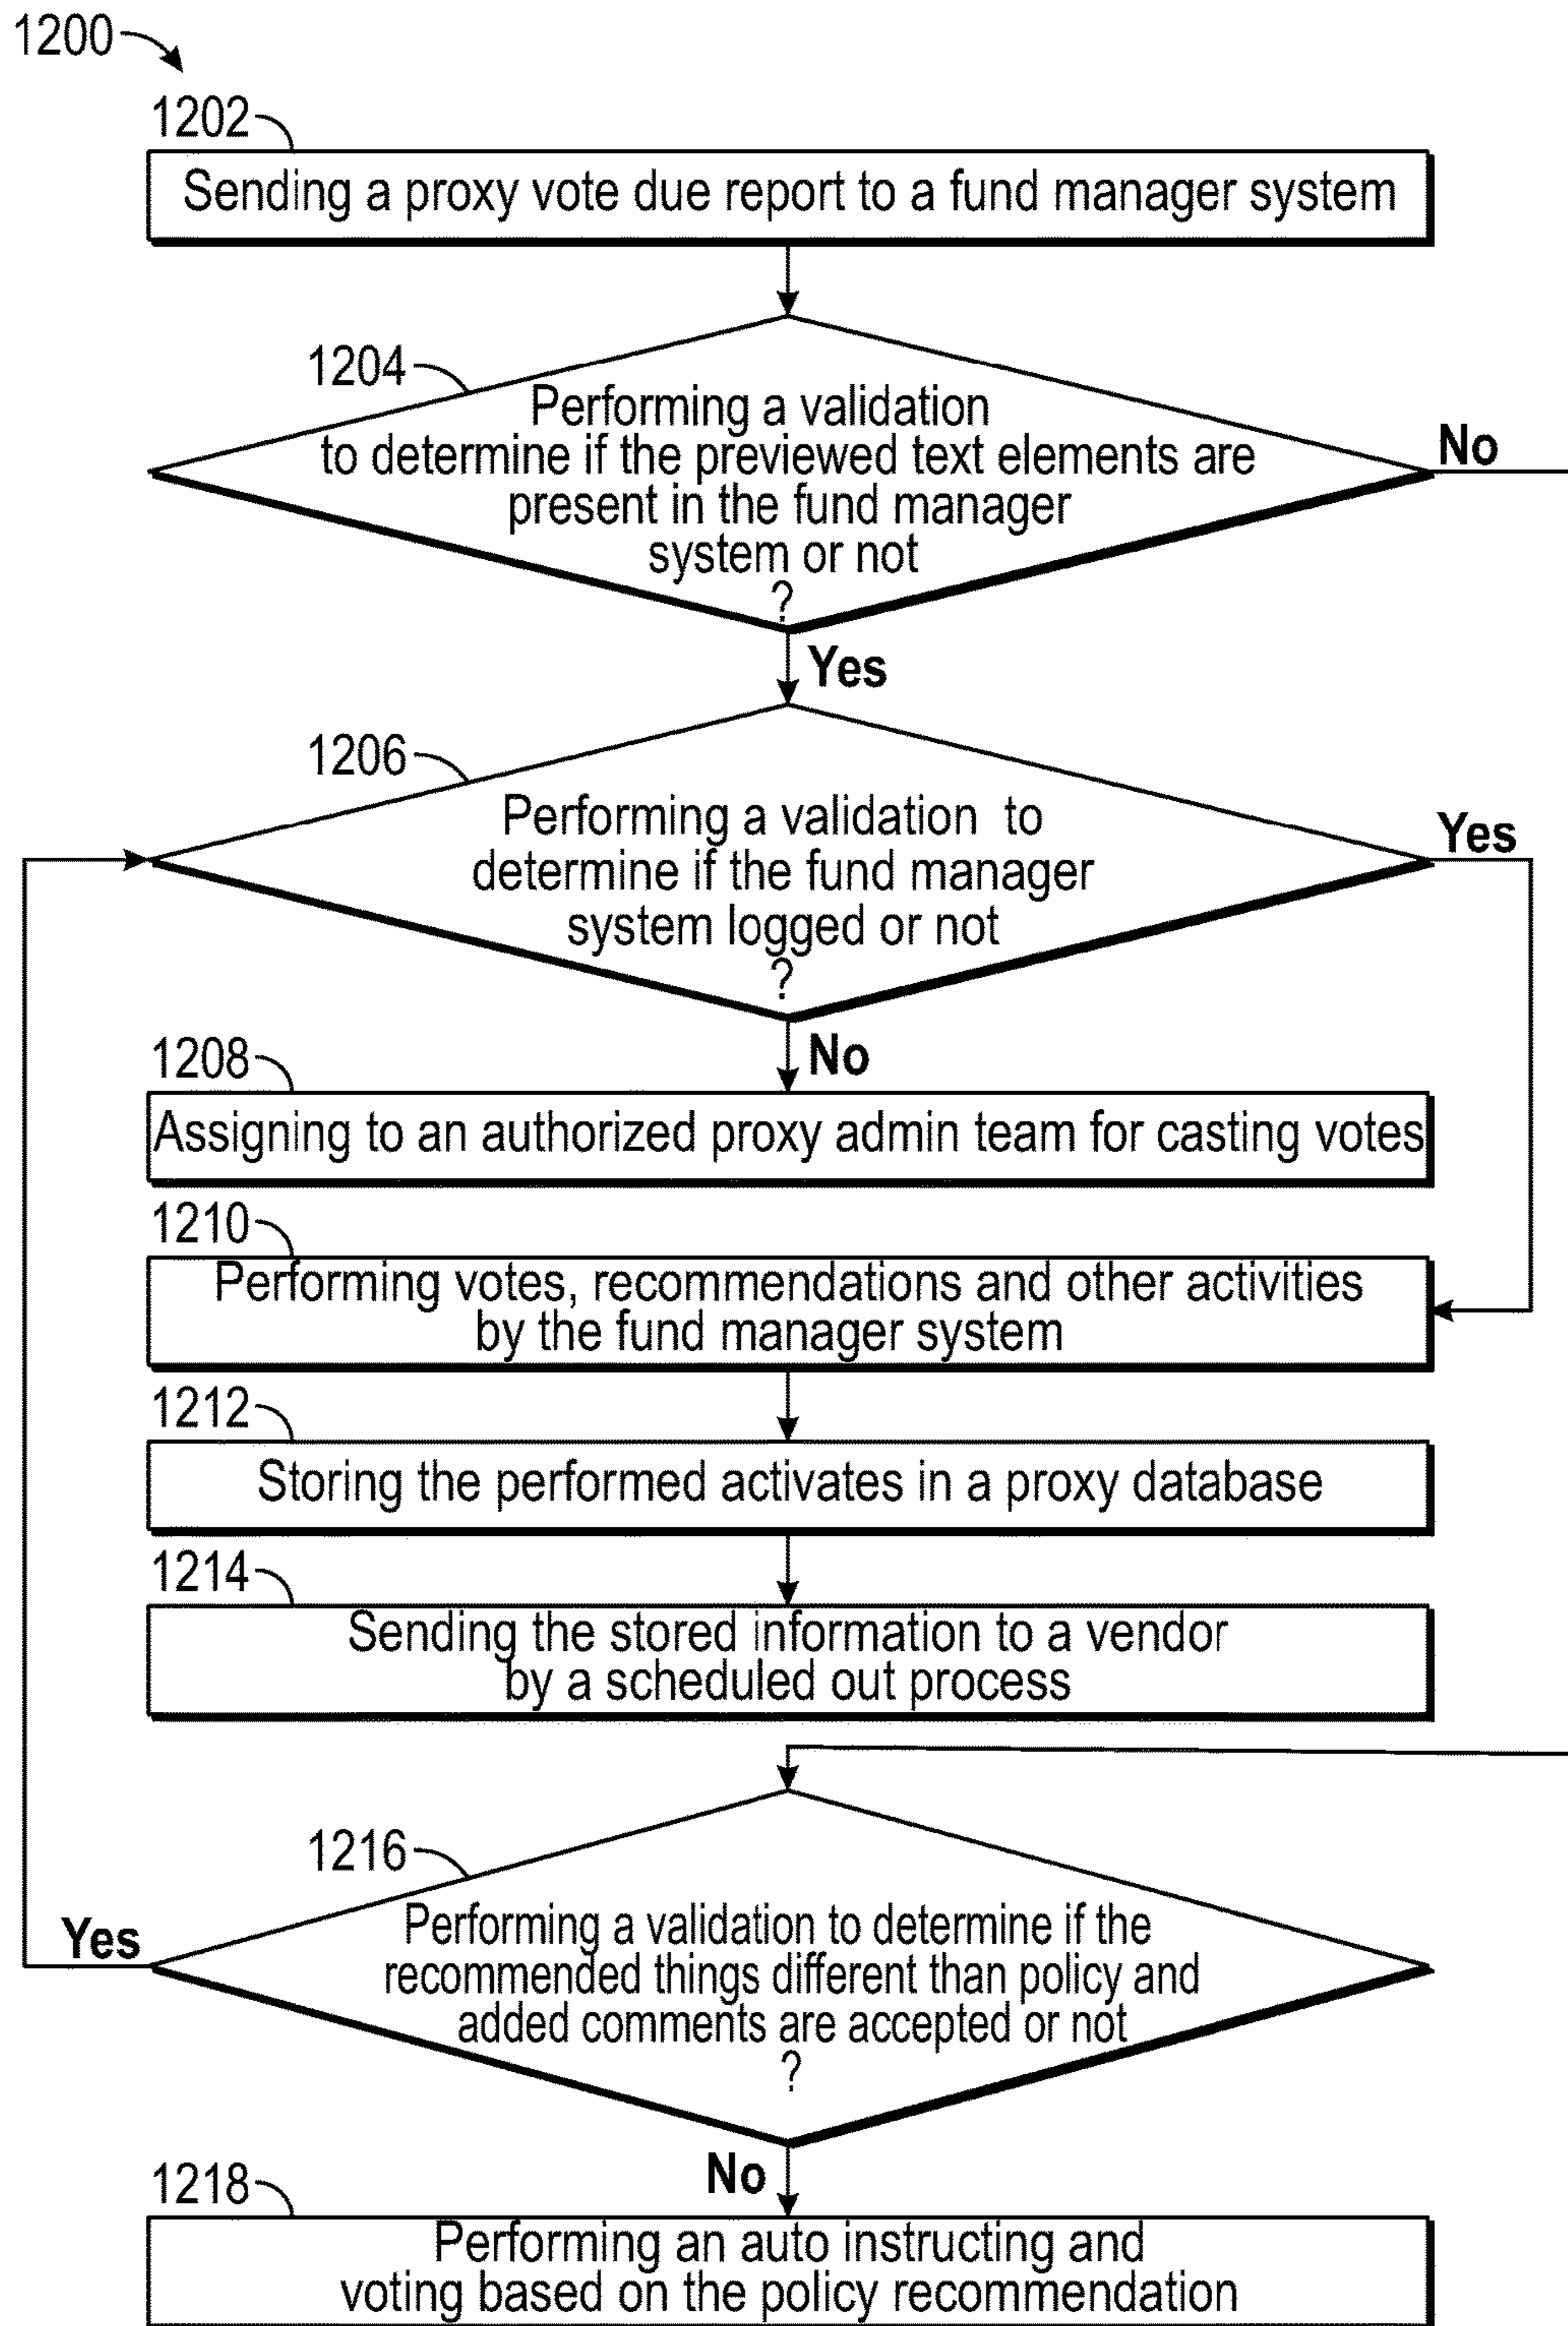 1200
1202
Sending a proxy vote due report to a fund manager system
1204
Performing a validation
to determine if the previewed text elements are
present in the fund manager
system or not
?
No
Yes
1206
Performing a validation to
determine if the fund manager
system logged or not
?
Yes
No
1208
Assigning to an authorized proxy admin team for casting votes
1210
Performing votes, recommendations and other activities
by the fund manager system
1212
Storing the performed activates in a proxy database
1214
Sending the stored information to a vendor
by a scheduled out process
1216
Performing a validation to determine if the
recommended things different than policy and
added comments are accepted or not
?
Yes
No
1218
Performing an auto instructing and
voting based on the policy recommendation